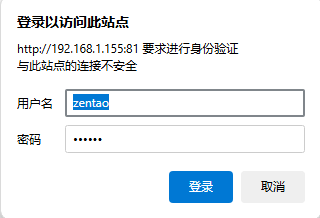 登录以访问此站点
http://192.168.1.155:81 要求进行身份验证
与此站点的连接不安全
用户名 zentao
密码 ••••••
登录 取消